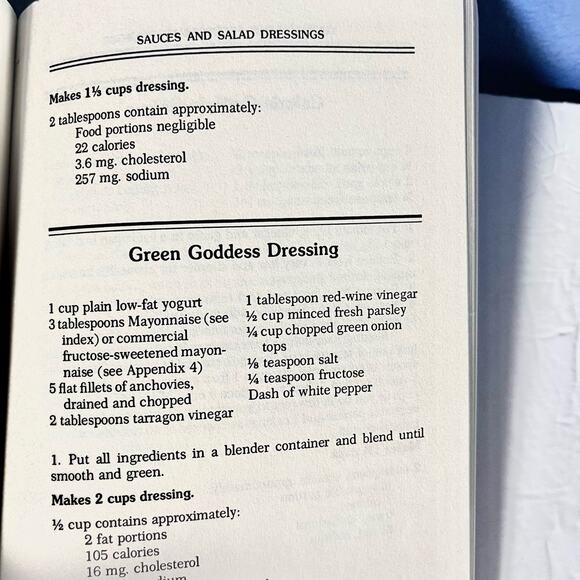 SAUCES AND SALAD DRESSINGS
Makes 1⅓ cups dressing.
2 tablespoons contain approximately:
Food portions negligible
22 calories
3.6 mg. cholesterol
257 mg. sodium
Green Goddess Dressing
1 cup plain low-fat yogurt
3 tablespoons Mayonnaise (see
index) or commercial
fructose-sweetened mayon-
naise (see Appendix 4)
5 flat fillets of anchovies,
drained and chopped
2 tablespoons tarragon vinegar
1 tablespoon red-wine vinegar
½ cup minced fresh parsley
¼ cup chopped green onion
tops
⅛ teaspoon salt
¼ teaspoon fructose
Dash of white pepper
1. Put all ingredients in a blender container and blend until
smooth and green.
Makes 2 cups dressing.
½ cup contains approximately:
2 fat portions
105 calories
16 mg. cholesterol